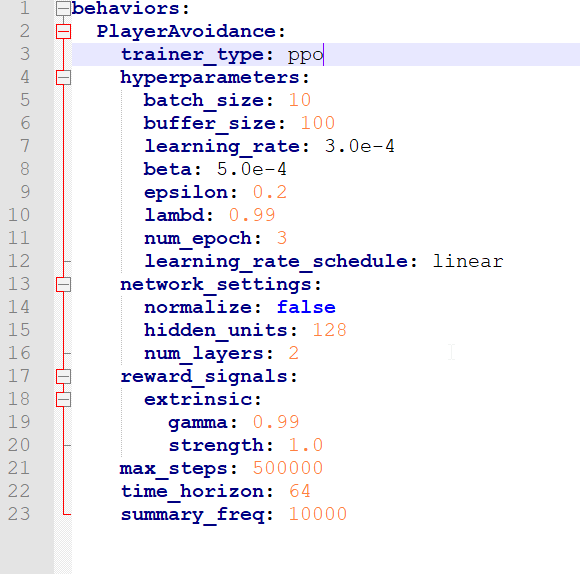 1 behaviors:
2   PlayerAvoidance:
3     trainer_type: ppo
4     hyperparameters:
5       batch_size: 10
6       buffer_size: 100
7       learning_rate: 3.0e-4
8       beta: 5.0e-4
9       epsilon: 0.2
10       lambd: 0.99
11       num_epoch: 3
12       learning_rate_schedule: linear
13     network_settings:
14       normalize: false
15       hidden_units: 128
16       num_layers: 2
17     reward_signals:
18       extrinsic:
19         gamma: 0.99
20         strength: 1.0
21     max_steps: 500000
22     time_horizon: 64
23     summary_freq: 10000